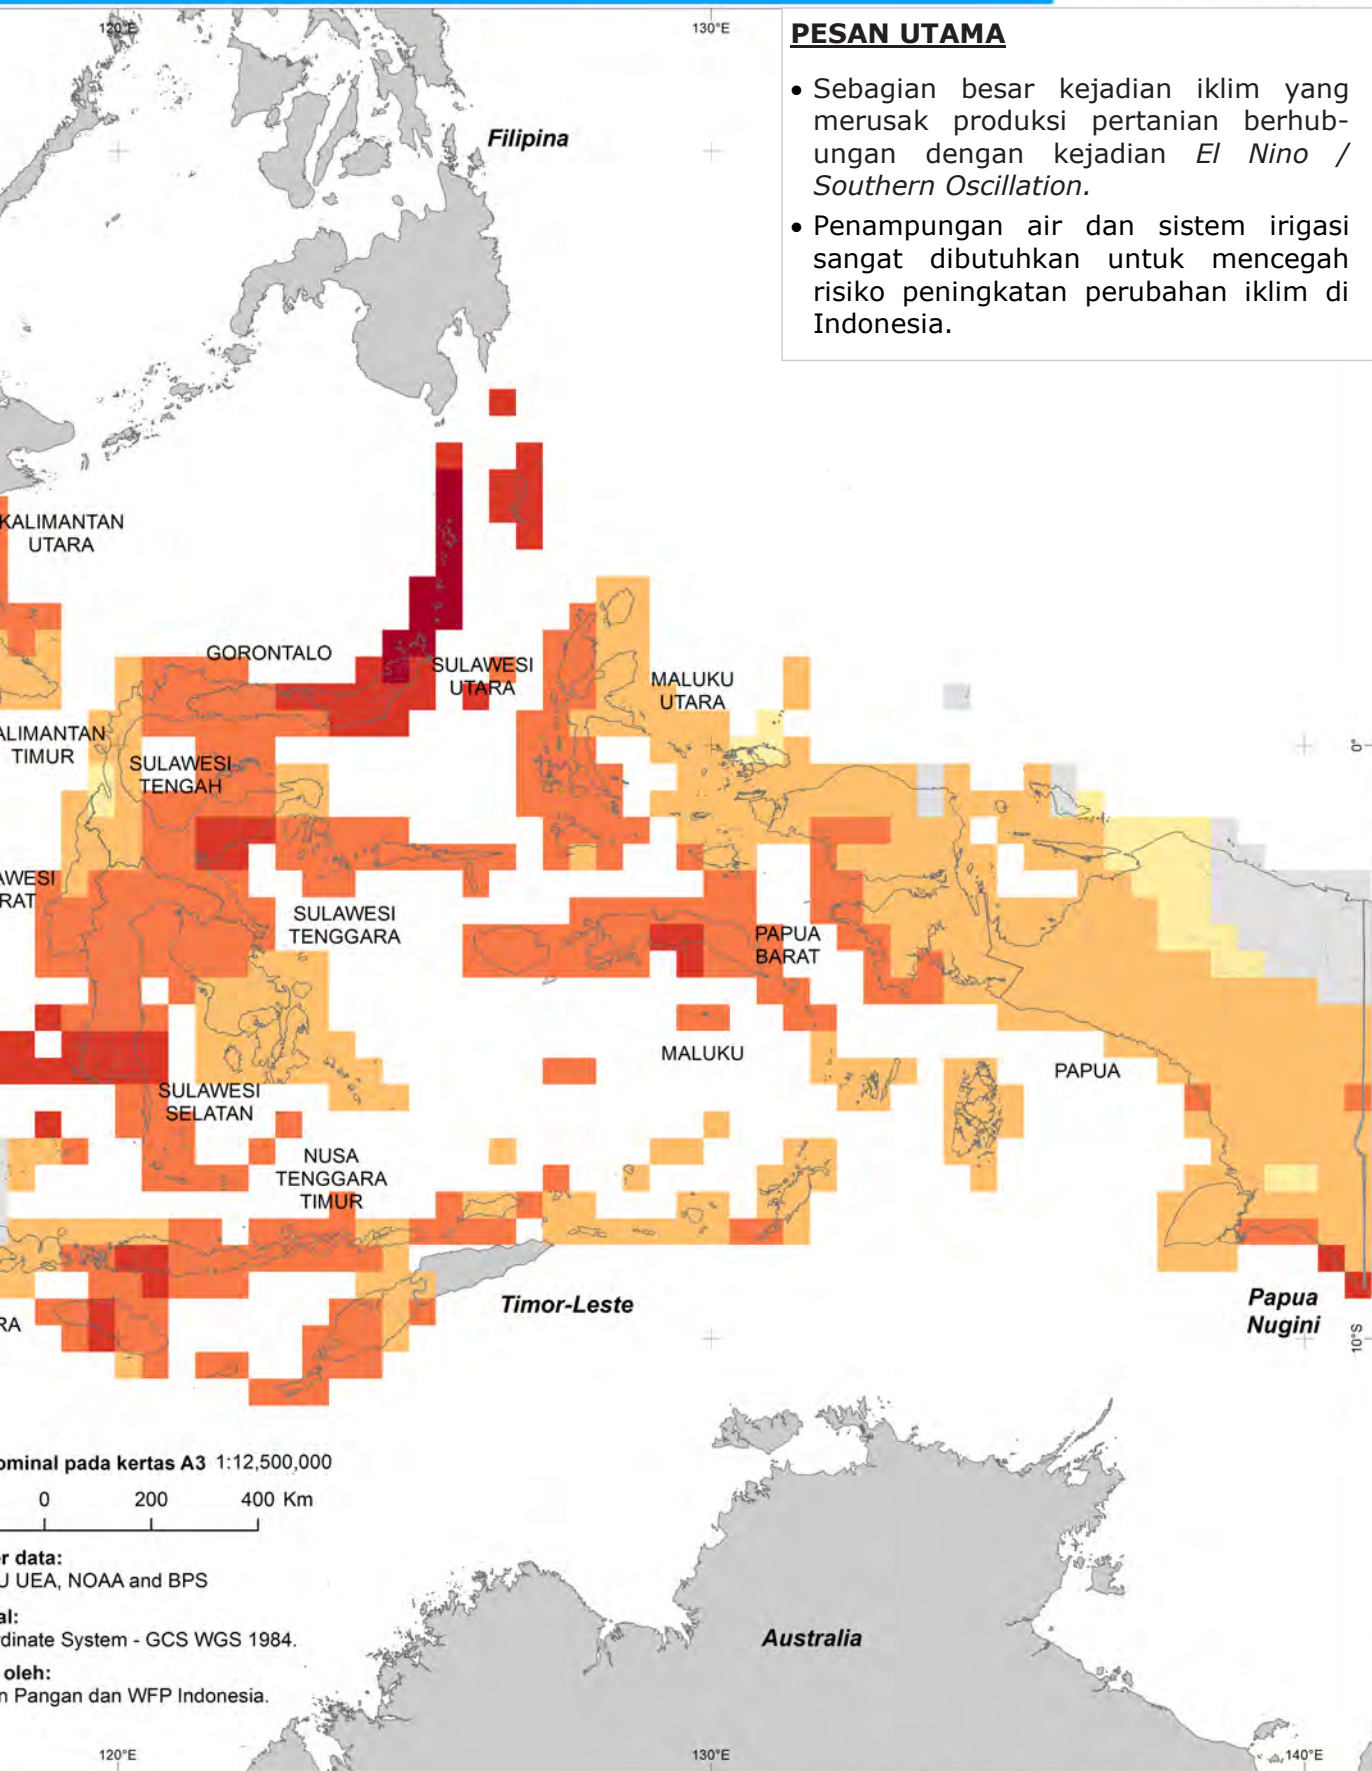 120°E
130°E
PESAN UTAMA
• Sebagian besar kejadian iklim yang
merusak produksi pertanian berhub-
ungan dengan kejadian El Nino /
Southern Oscillation.
• Penampungan air dan sistem irigasi
sangat dibutuhkan untuk mencegah
risiko peningkatan perubahan iklim di
Indonesia.
Filipina
KALIMANTAN
UTARA
GORONTALO
SULAWESI
UTARA
MALUKU
UTARA
ALIMANTAN
TIMUR
SULAWESI
TENGAH
0°
AWESI
RAT
SULAWESI
TENGGARA
PAPUA
BARAT
MALUKU
PAPUA
SULAWESI
SELATAN
NUSA
TENGGARA
TIMUR
Timor-Leste
Papua
Nugini
RA
10°S
ominal pada kertas A3 1:12,500,000
0 200 400 Km
er data:
U UEA, NOAA and BPS
al:
rdinate System - GCS WGS 1984.
oleh:
n Pangan dan WFP Indonesia.
Australia
120°E
130°E
140°E